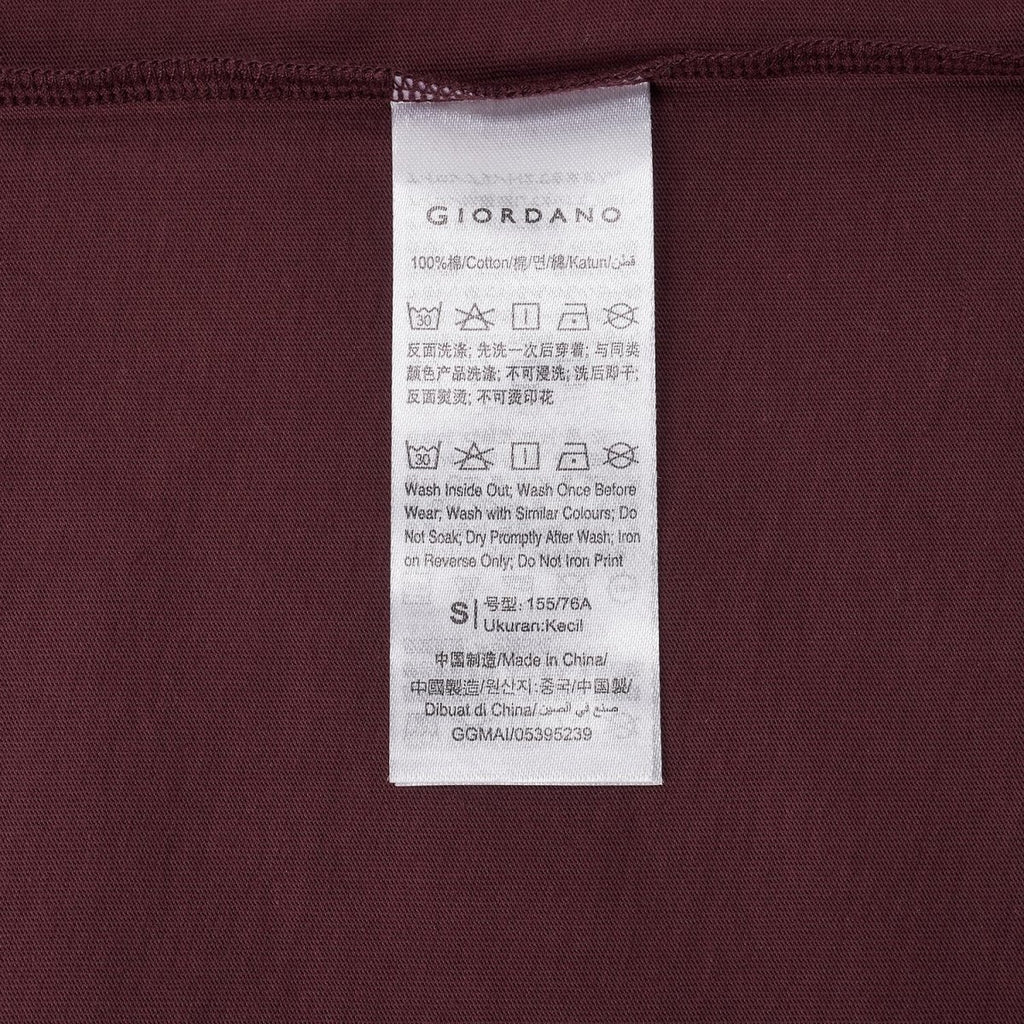 GIORDANO
100%棉/Cotton/棉/면/綿/Katun/قطن
30
反面洗涤; 先洗一次后穿着; 与同类
颜色产品洗涤; 不可浸洗; 洗后即干;
反面熨烫; 不可烫印花
30
Wash Inside Out; Wash Once Before
Wear; Wash with Similar Colours; Do
Not Soak; Dry Promptly After Wash; Iron
on Reverse Only; Do Not Iron Print
S|号型: 155/76A
Ukuran:Kecil
中国制造/Made in China/
中國製造/원산지:중국/中国製/
Dibuat di China/صنع في الصين
GGMAI/05395239